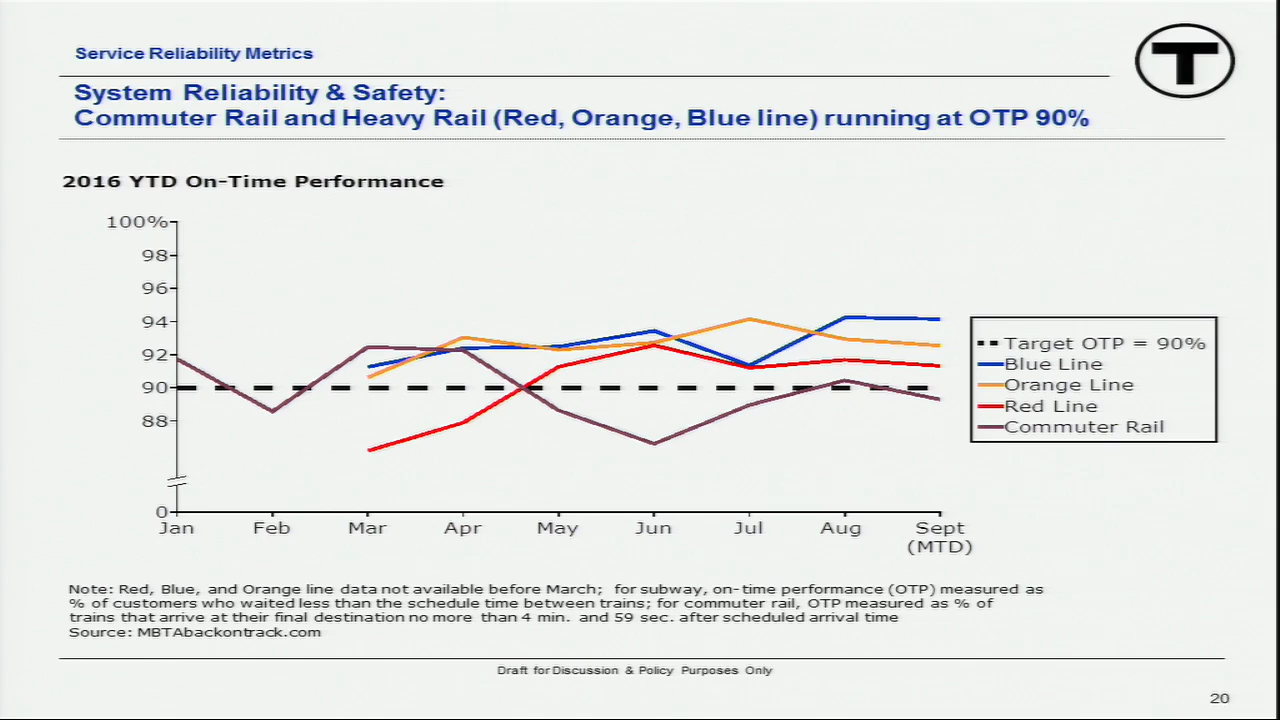 Service Reliability Metrics
T
System Reliability & Safety:
Commuter Rail and Heavy Rail (Red, Orange, Blue line) running at OTP 90%
2016 YTD On-Time Performance
100%
98
96
94
92
90
88
0
Jan Feb Mar Apr May Jun Jul Aug Sept
(MTD)
Target OTP = 90%
Blue Line
Orange Line
Red Line
Commuter Rail
Note: Red, Blue, and Orange line data not available before March; for subway, on-time performance (OTP) measured as
% of customers who waited less than the schedule time between trains; for commuter rail, OTP measured as % of
trains that arrive at their final destination no more than 4 min. and 59 sec. after scheduled arrival time
Source: MBTAbackontrack.com
Draft for Discussion & Policy Purposes Only
20